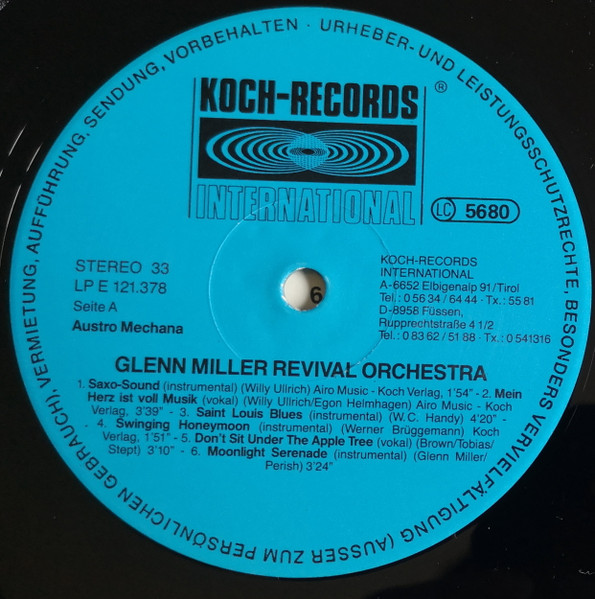 URHEBER- UND LEISTUNGSSCHUTZRECHTE, BESONDERS VERVIELFÄLTIGUNG (AUSSER ZUM PERSÖNLICHEN GEBRAUCH), VERMIETUNG, AUFFÜHRUNG, SENDUNG, VORBEHALTEN ·
KOCH-RECORDS
®
INTERNATIONAL
LC 5680
STEREO 33
LP E 121.378
Seite A
Austro Mechana
6
KOCH-RECORDS
INTERNATIONAL
A-6652 Elbigenalp 91/Tirol
Tel.: 0 56 34 / 64 44 · Tx.: 55 81
D-8958 Füssen,
Rupprechtstraße 4 1/2
Tel.: 0 83 62 / 51 88 · Tx.: 0 541316
GLENN MILLER REVIVAL ORCHESTRA
1. Saxo-Sound (instrumental) (Willy Ullrich) Airo Music - Koch Verlag, 1'54" - 2. Mein
Herz ist voll Musik (vokal) (Willy Ullrich/Egon Helmhagen) Airo Music - Koch
Verlag, 3'39" - 3. Saint Louis Blues (instrumental) (W.C. Handy) 4'20" -
4. Swinging Honeymoon (instrumental) (Werner Brüggemann) Koch
Verlag, 1'51" - 5. Don't Sit Under The Apple Tree (vokal) (Brown/Tobias/
Stept) 3'10" - 6. Moonlight Serenade (instrumental) (Glenn Miller/
Perish) 3'24"